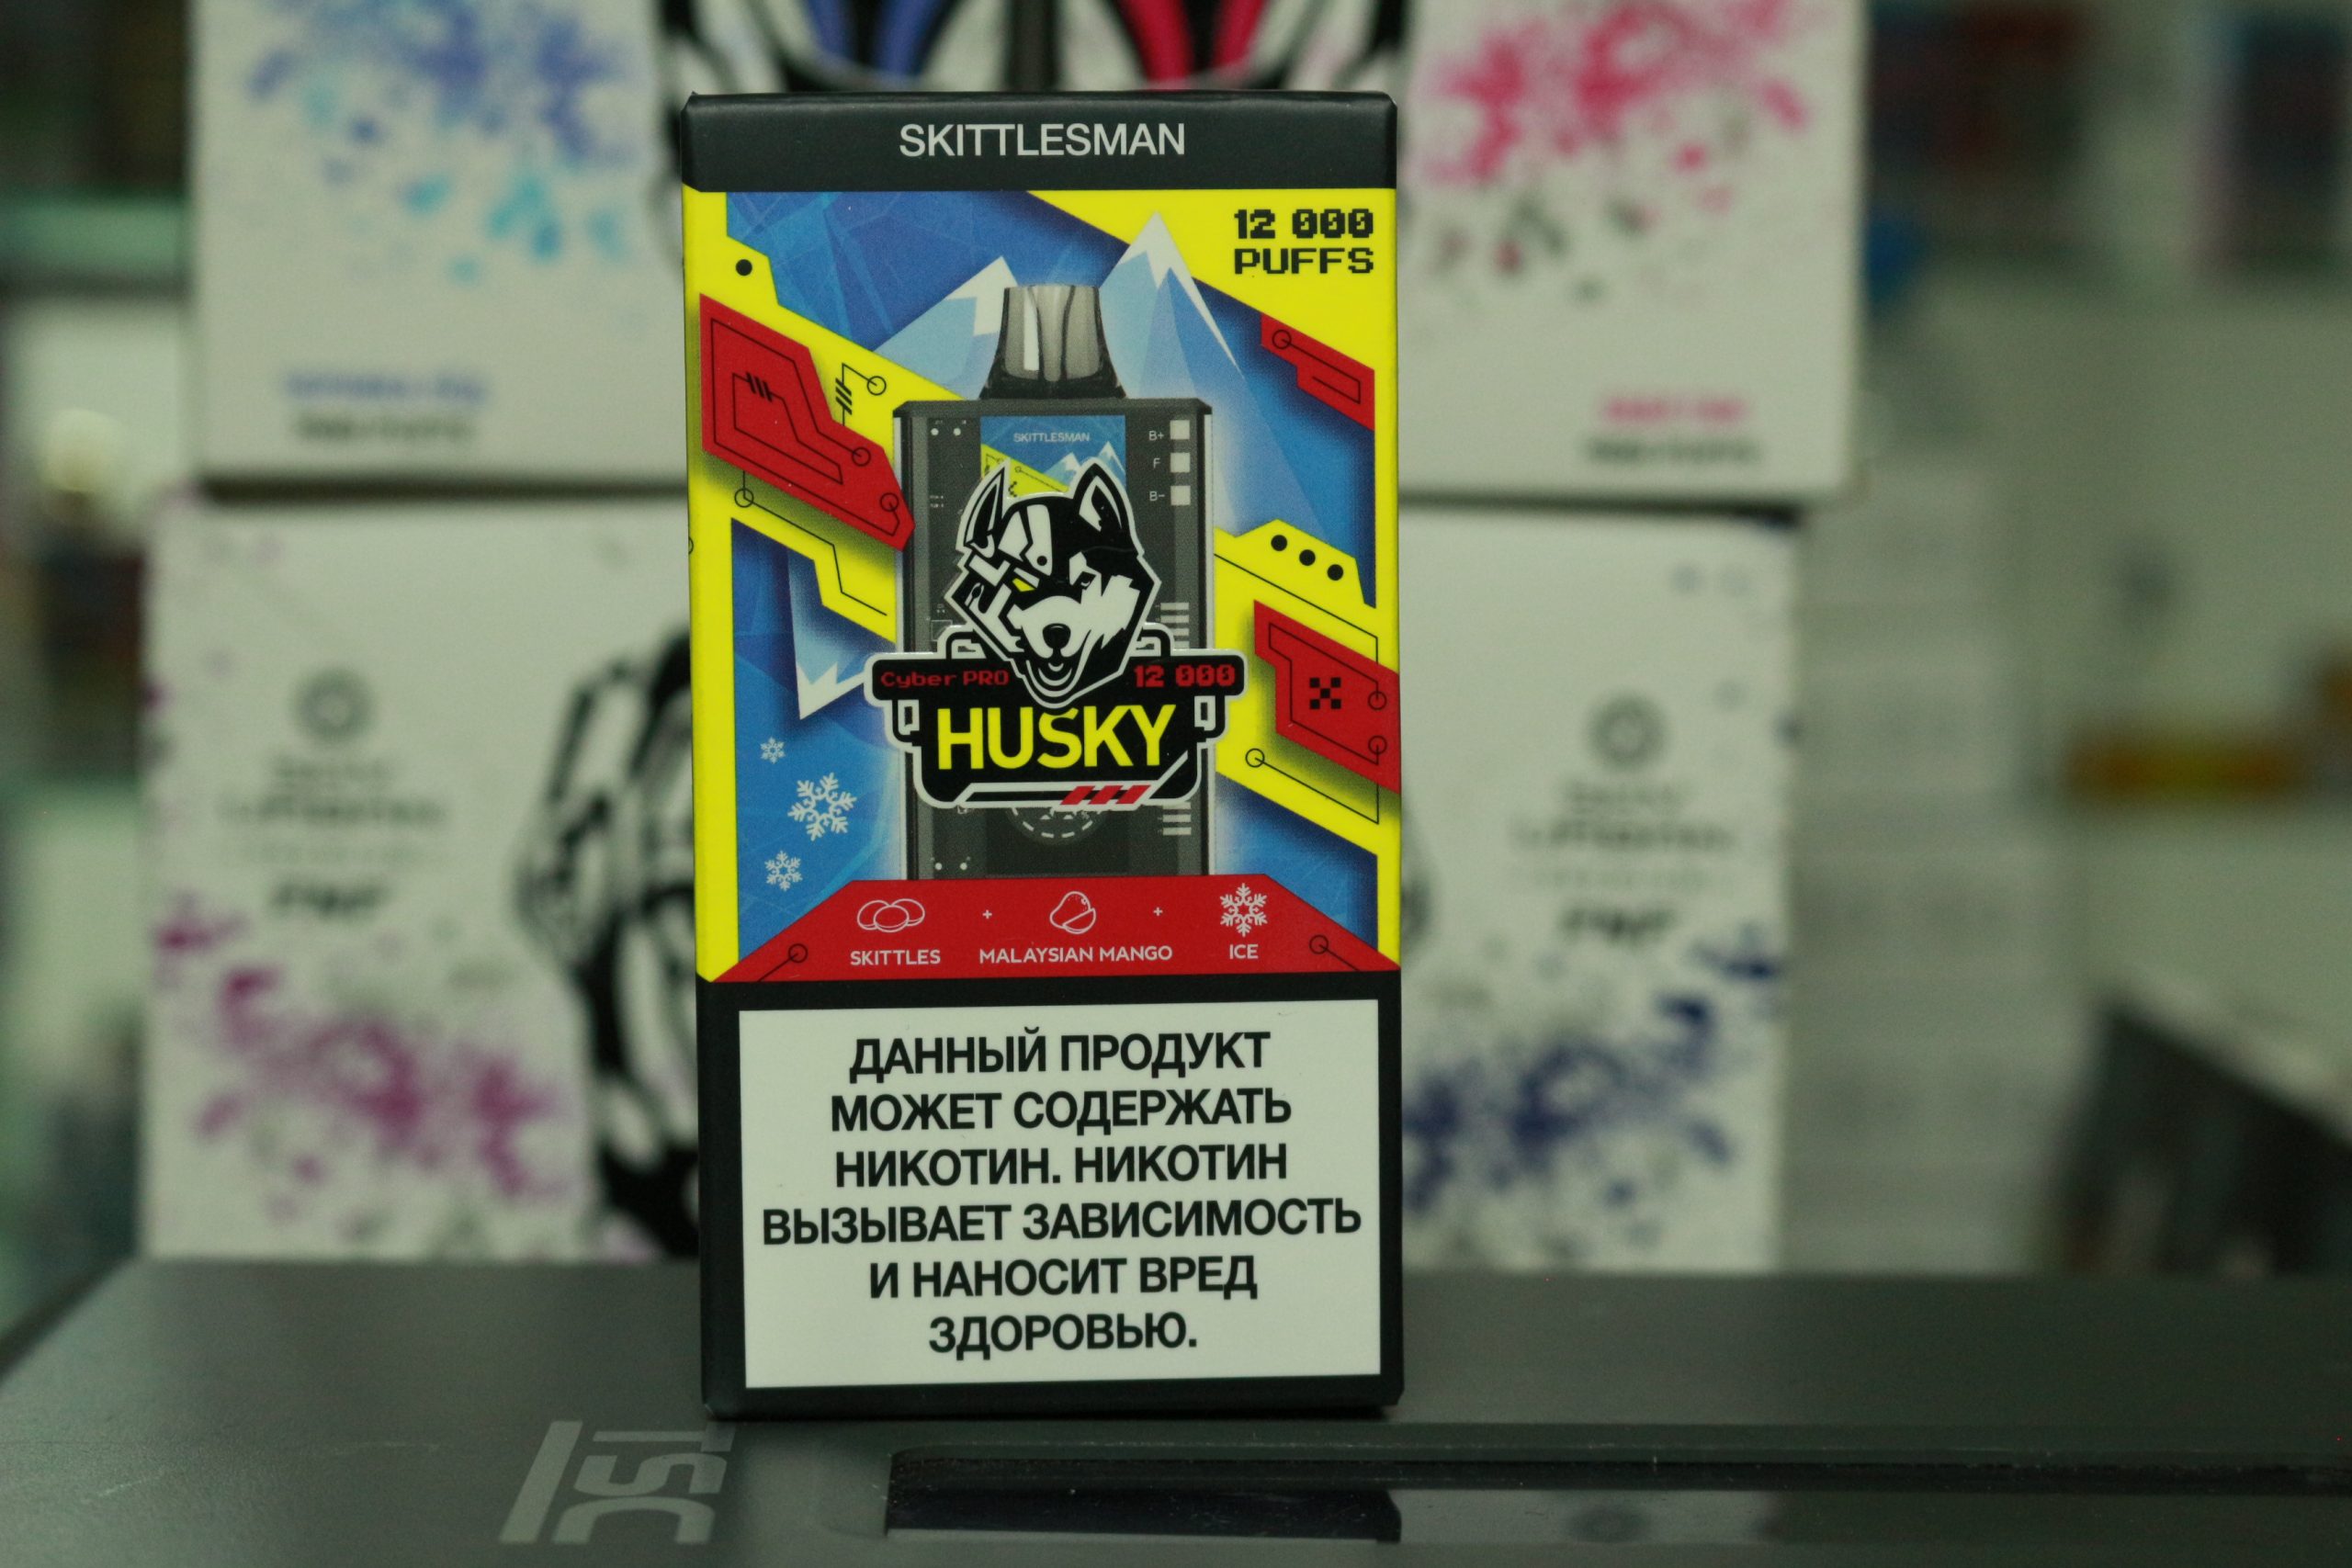 SKITTLESMAN
12 000
PUFFS
SKITTLESMAN
B+
F
B-
Cyber PRO 12 000
HUSKY
SKITTLES + MALAYSIAN MANGO + ICE
ДАННЫЙ ПРОДУКТ
МОЖЕТ СОДЕРЖАТЬ
НИКОТИН. НИКОТИН
ВЫЗЫВАЕТ ЗАВИСИМОСТЬ
И НАНОСИТ ВРЕД
ЗДОРОВЬЮ.